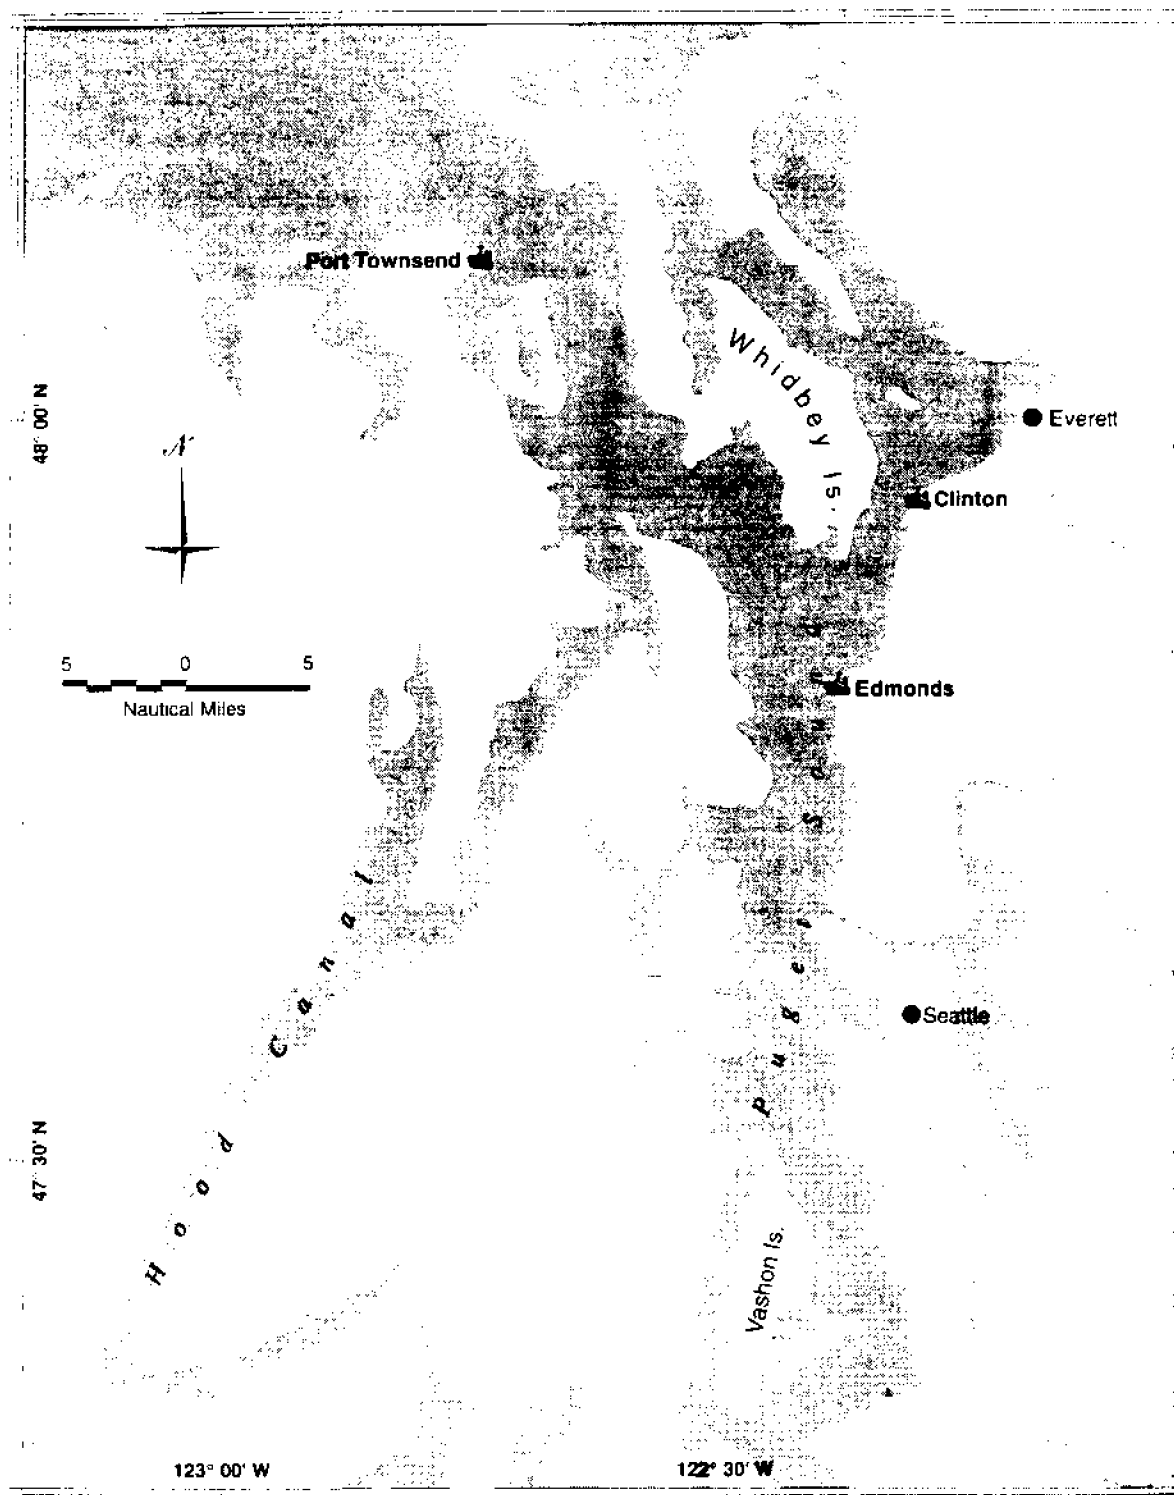 Port Townsend
Whidbey Is.
48° 00' N
Everett
N
Clinton
5 0 5
Nautical Miles
Edmonds
Puget Sound
Hood Canal
Seattle
47° 30' N
Vashon Is.
123° 00' W
122° 30' W